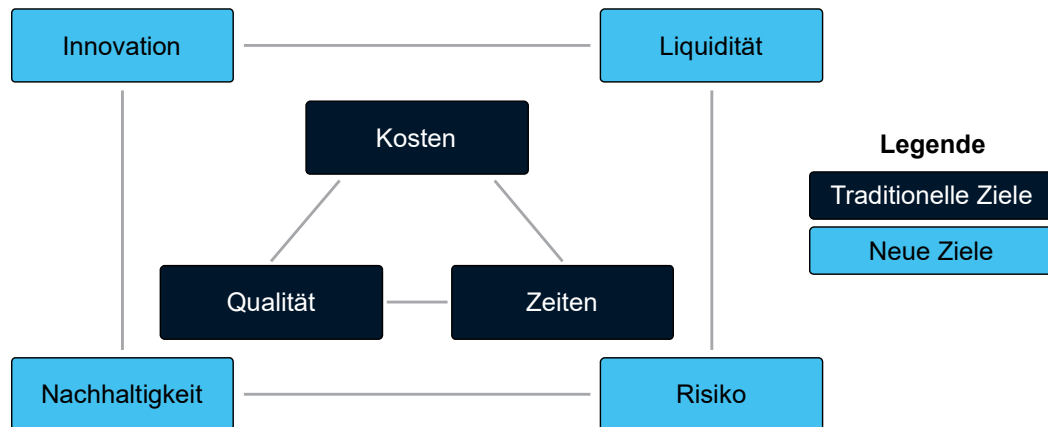 Innovation
Liquidität
Kosten
Qualität
Zeiten
Nachhaltigkeit
Risiko
Legende
Traditionelle Ziele
Neue Ziele